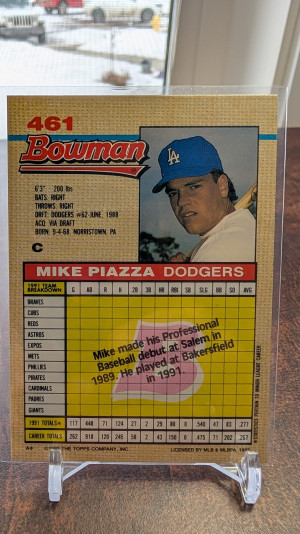 461
Bowman
LA
6'3" 200 lbs
BATS: RIGHT
THROWS: RIGHT
DRFT: DODGERS #62-JUNE, 1988
ACQ: VIA DRAFT
BORN: 9-4-68, NORRISTOWN, PA
C
MIKE PIAZZA DODGERS
1991 TEAM BREAKDOWN G AB R H 2B 3B HR RBI SB SLG BB SO AVG
BRAVES
CUBS
REDS
ASTROS
EXPOS
METS
PHILLIES
PIRATES
CARDINALS
PADRES
GIANTS
Mike made his Professional
Baseball debut at Salem in
1989. He played at Bakersfield
in 1991.
1991 TOTALS+ 117 448 71 124 27 2 29 80 0 .540 47 83 .277
CAREER TOTALS 262 918 120 236 50 2 43 150 0 .475 71 202 .257
THE TOPPS COMPANY, INC. LICENSED BY MLB & MLBPA,